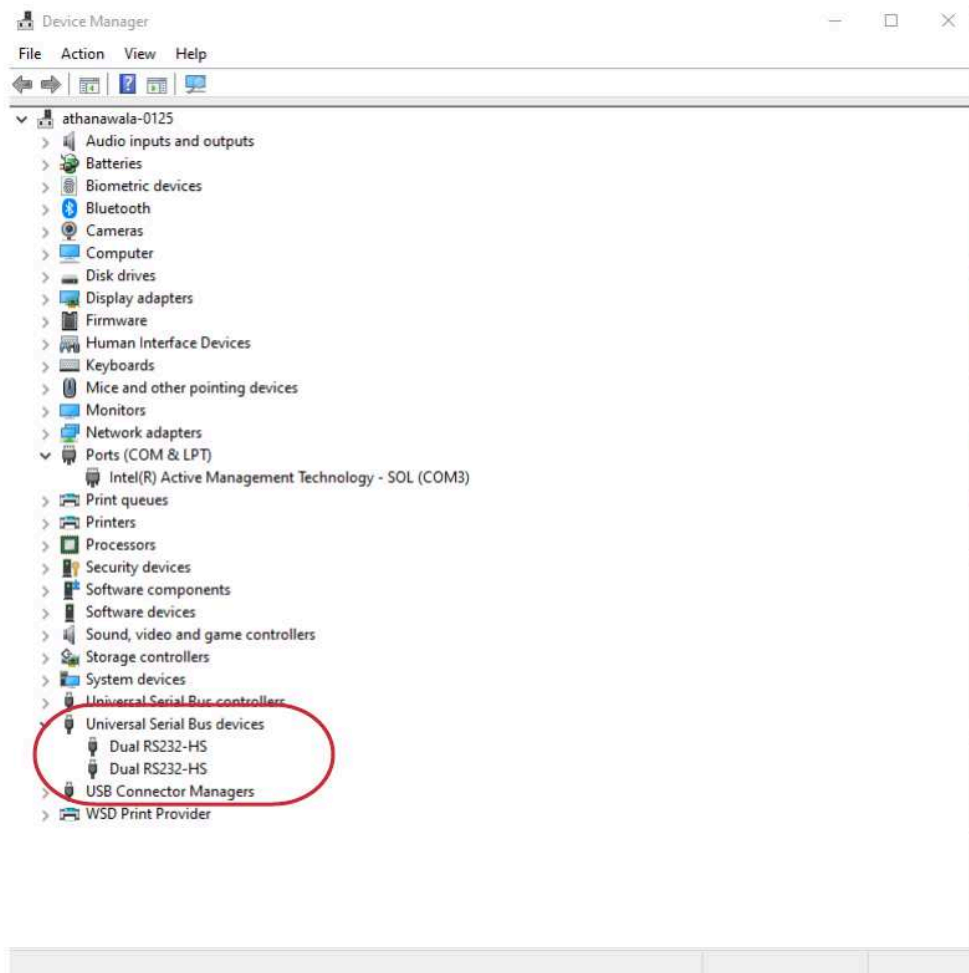 Device Manager
File Action View Help
athanawala-0125
Audio inputs and outputs
Batteries
Biometric devices
Bluetooth
Cameras
Computer
Disk drives
Display adapters
Firmware
Human Interface Devices
Keyboards
Mice and other pointing devices
Monitors
Network adapters
Ports (COM & LPT)
Intel(R) Active Management Technology - SOL (COM3)
Print queues
Printers
Processors
Security devices
Software components
Software devices
Sound, video and game controllers
Storage controllers
System devices
Universal Serial Bus controllers
Universal Serial Bus devices
Dual RS232-HS
Dual RS232-HS
USB Connector Managers
WSD Print Provider